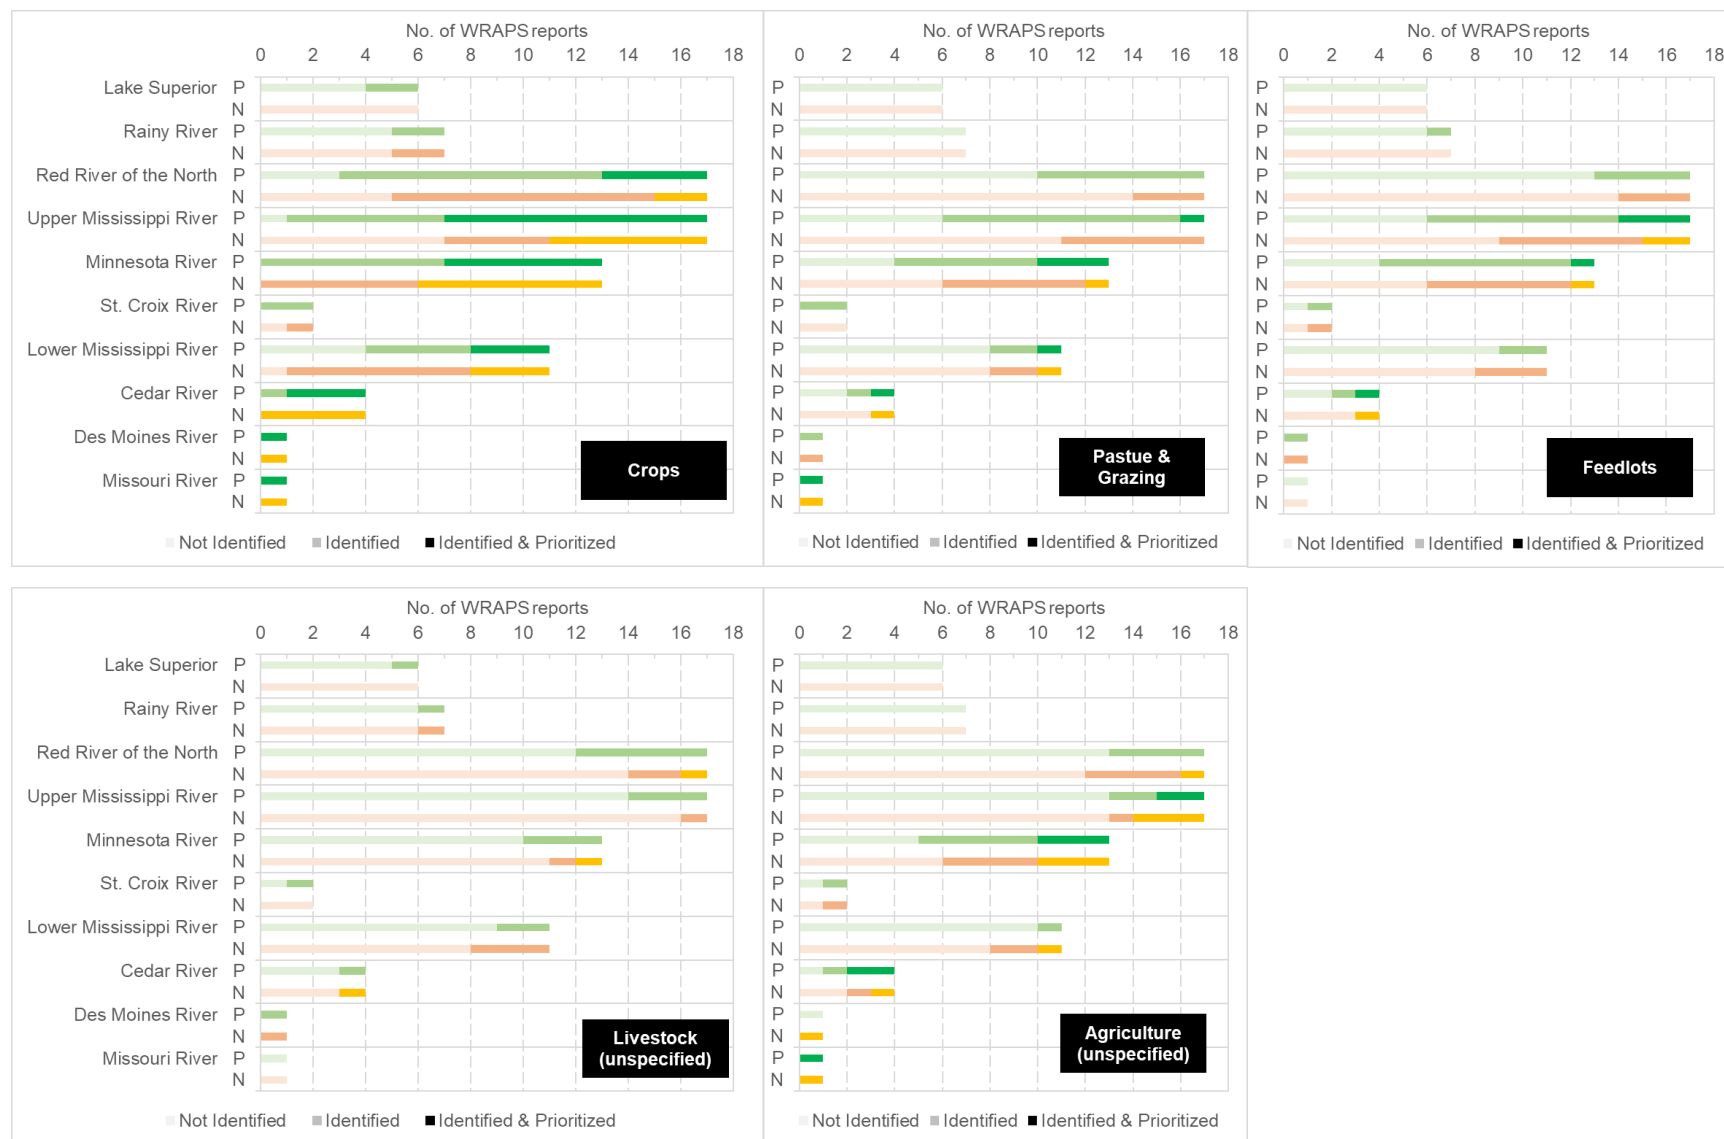 No. of WRAPS reports
0 2 4 6 8 10 12 14 16 18
Lake Superior P
N
Rainy River P
N
Red River of the North P
N
Upper Mississippi River P
N
Minnesota River P
N
St. Croix River P
N
Lower Mississippi River P
N
Cedar River P
N
Des Moines River P
N
Missouri River P
N
Crops
Not Identified Identified Identified & Prioritized
No. of WRAPS reports
0 2 4 6 8 10 12 14 16 18
P
N
P
N
P
N
P
N
P
N
P
N
P
N
P
N
P
N
P
N
Pastue &
Grazing
Not Identified Identified Identified & Prioritized
No. of WRAPS reports
0 2 4 6 8 10 12 14 16 18
P
N
P
N
P
N
P
N
P
N
P
N
P
N
P
N
P
N
P
N
Feedlots
Not Identified Identified Identified & Prioritized
No. of WRAPS reports
0 2 4 6 8 10 12 14 16 18
Lake Superior P
N
Rainy River P
N
Red River of the North P
N
Upper Mississippi River P
N
Minnesota River P
N
St. Croix River P
N
Lower Mississippi River P
N
Cedar River P
N
Des Moines River P
N
Missouri River P
N
Livestock
(unspecified)
Not Identified Identified Identified & Prioritized
No. of WRAPS reports
0 2 4 6 8 10 12 14 16 18
P
N
P
N
P
N
P
N
P
N
P
N
P
N
P
N
P
N
P
N
Agriculture
(unspecified)
Not Identified Identified Identified & Prioritized